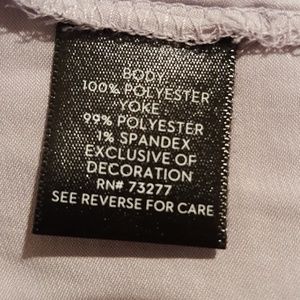 BODY
100% POLYESTER
YOKE
99% POLYESTER
1% SPANDEX
EXCLUSIVE OF
DECORATION
RN# 73277
SEE REVERSE FOR CARE